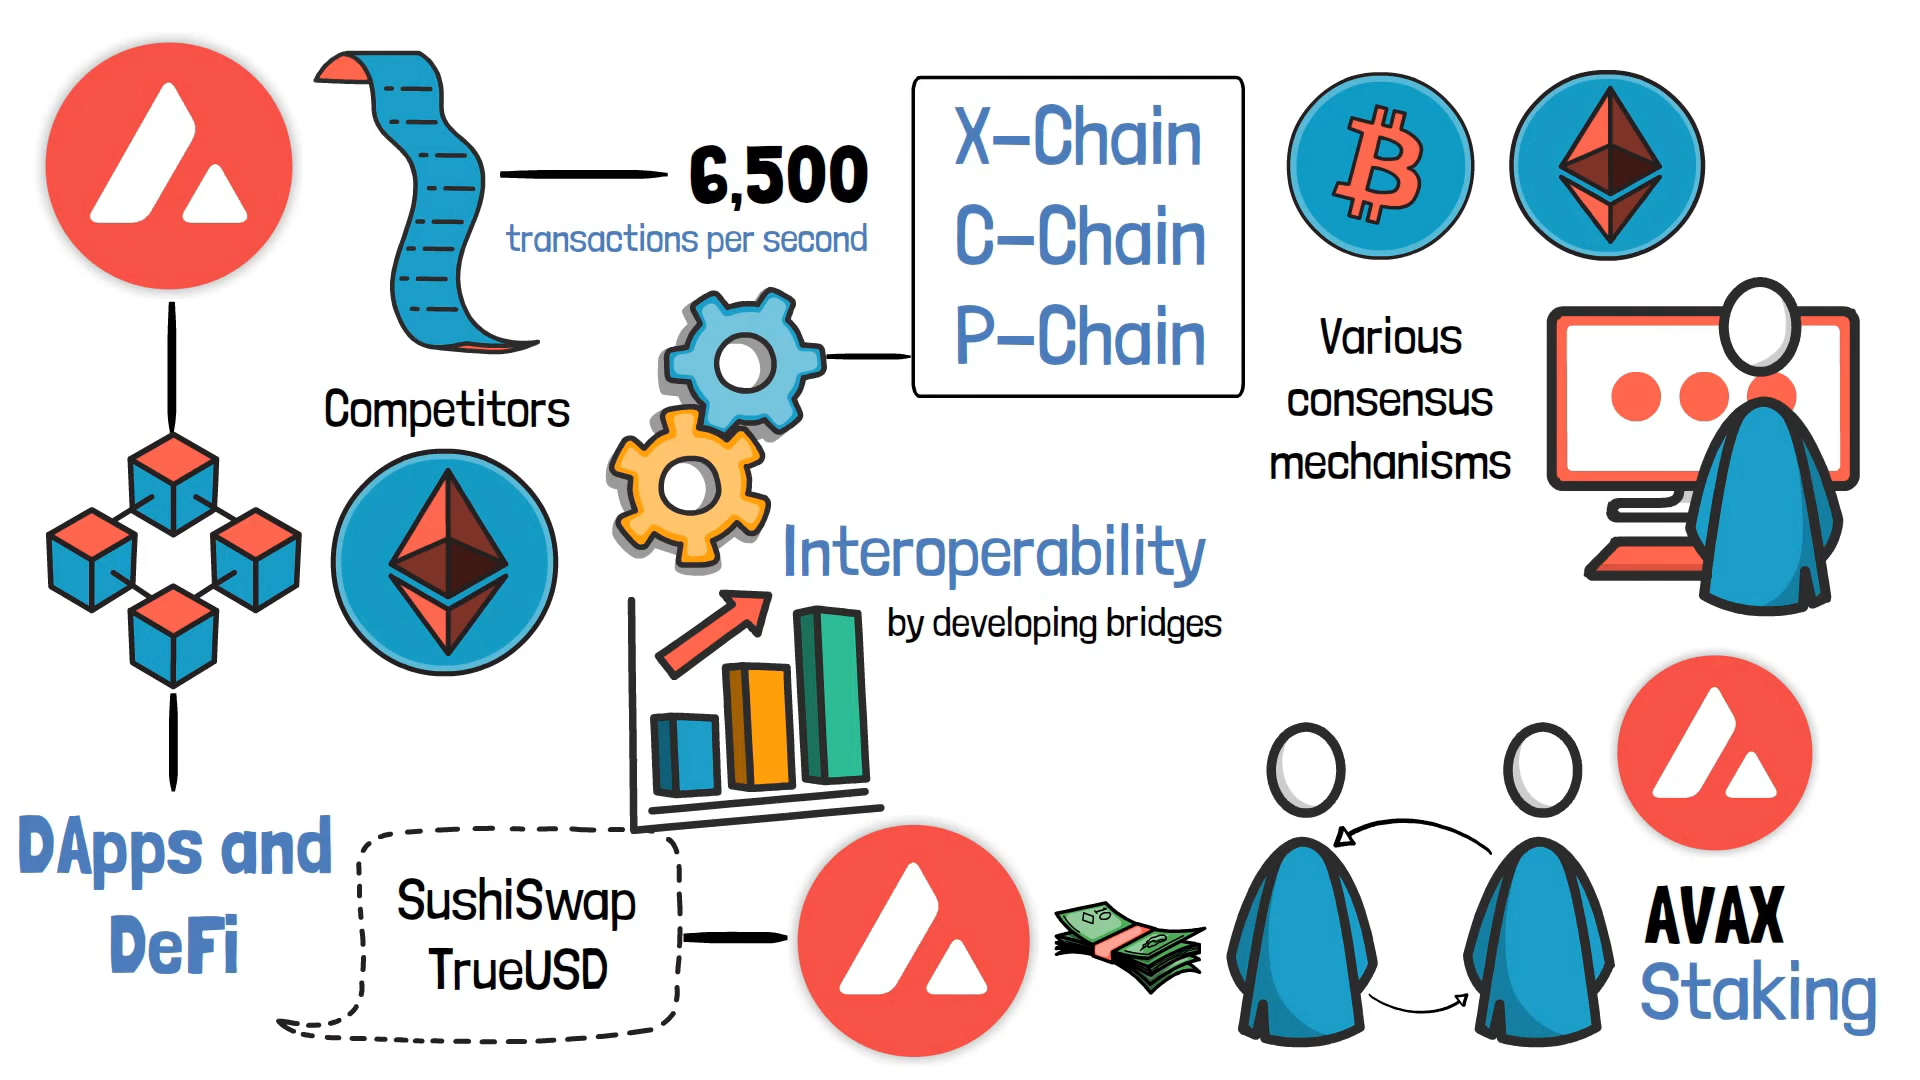 6,500
transactions per second
X-Chain
C-Chain
P-Chain
Various
consensus
mechanisms
Competitors
Interoperability
by developing bridges
DApps and
DeFi
SushiSwap
TrueUSD
AVAX
Staking